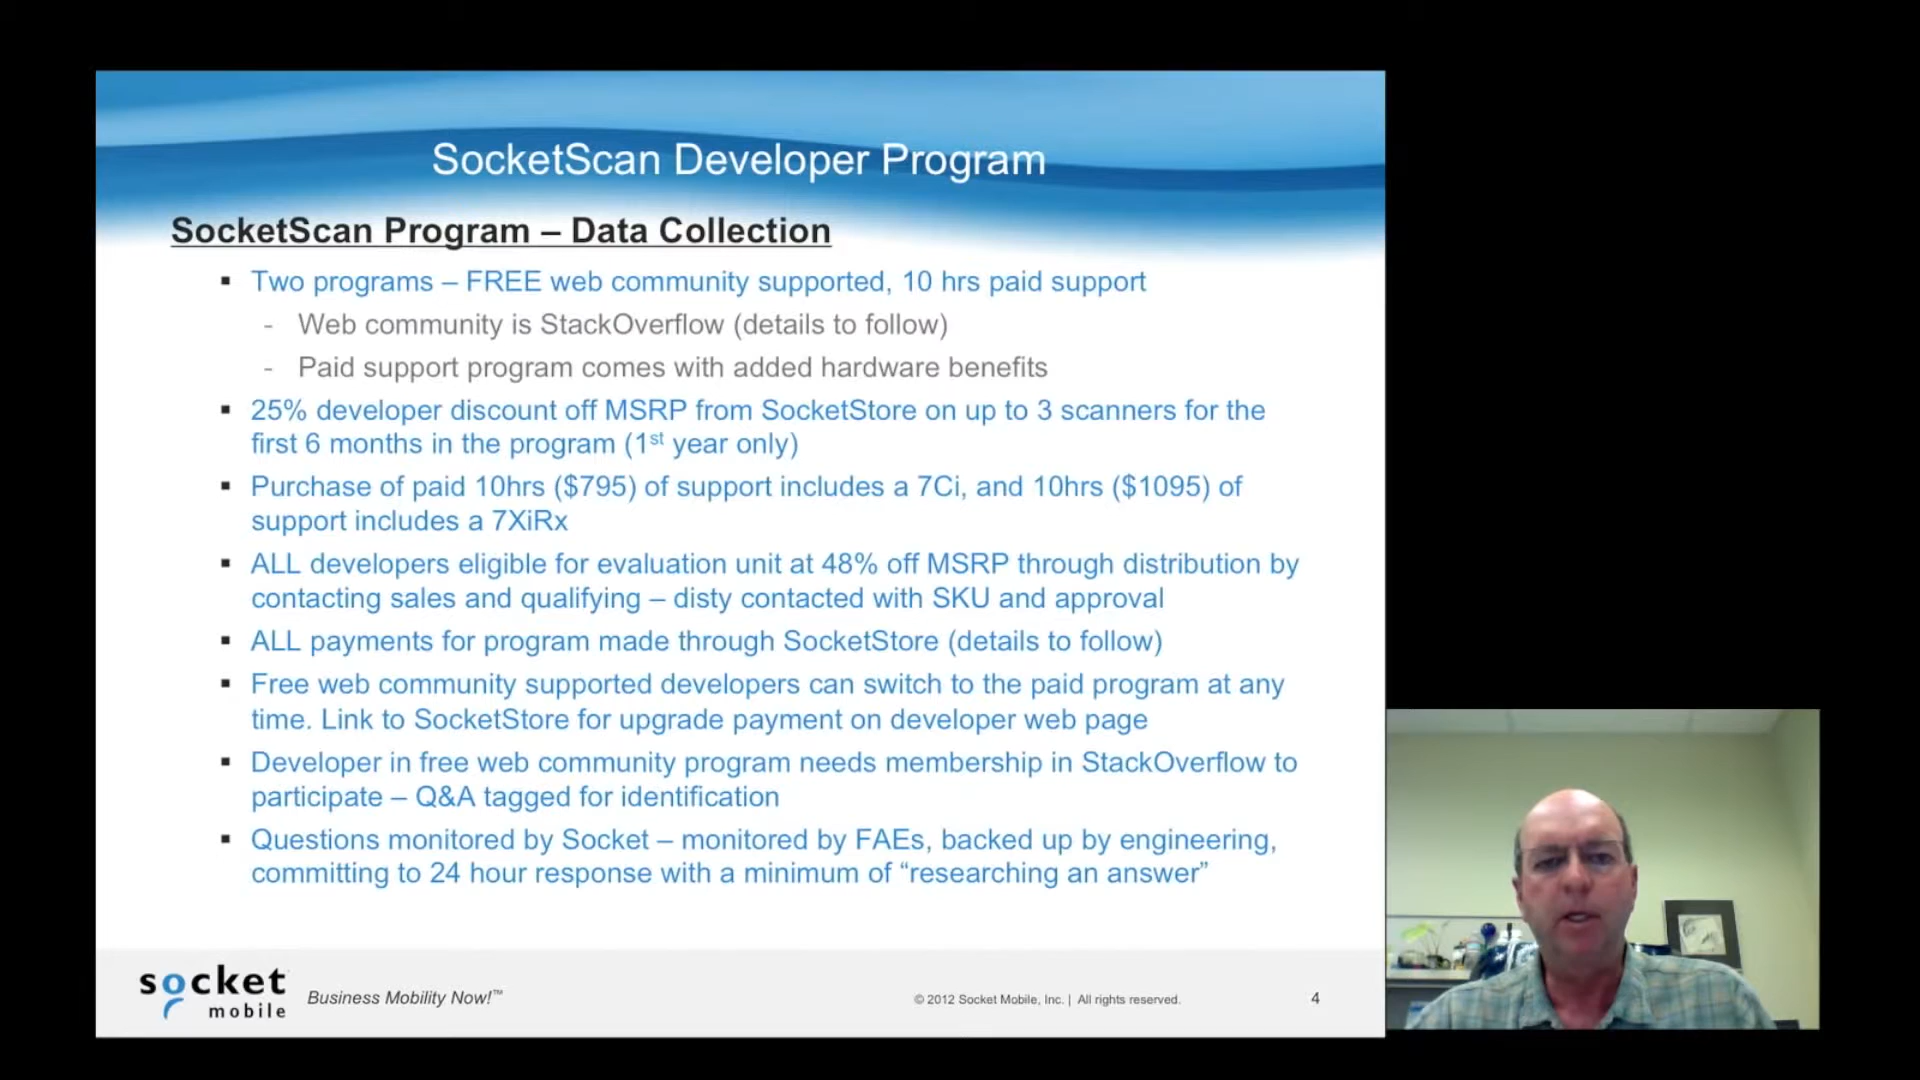 SocketScan Developer Program
SocketScan Program – Data Collection
▪ Two programs – FREE web community supported, 10 hrs paid support
- Web community is StackOverflow (details to follow)
- Paid support program comes with added hardware benefits
▪ 25% developer discount off MSRP from SocketStore on up to 3 scanners for the
first 6 months in the program (1st year only)
▪ Purchase of paid 10hrs ($795) of support includes a 7Ci, and 10hrs ($1095) of
support includes a 7XiRx
▪ ALL developers eligible for evaluation unit at 48% off MSRP through distribution by
contacting sales and qualifying – disty contacted with SKU and approval
▪ ALL payments for program made through SocketStore (details to follow)
▪ Free web community supported developers can switch to the paid program at any
time. Link to SocketStore for upgrade payment on developer web page
▪ Developer in free web community program needs membership in StackOverflow to
participate – Q&A tagged for identification
▪ Questions monitored by Socket – monitored by FAEs, backed up by engineering,
committing to 24 hour response with a minimum of “researching an answer”
socket
mobile
Business Mobility Now!™
© 2012 Socket Mobile, Inc. | All rights reserved.
4